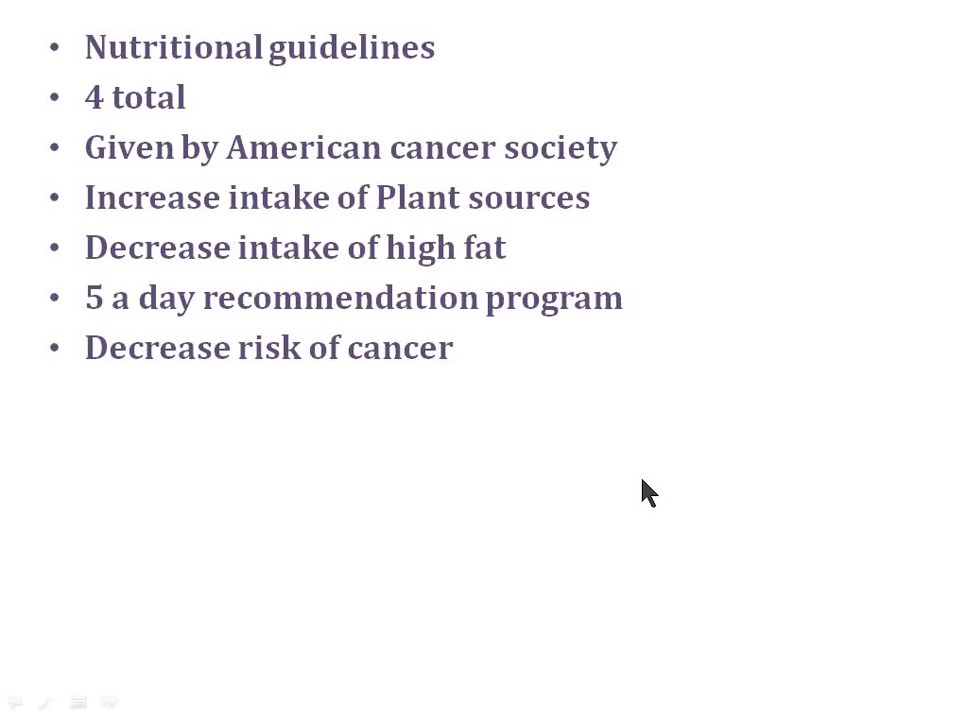 • Nutritional guidelines
• 4 total
• Given by American cancer society
• Increase intake of Plant sources
• Decrease intake of high fat
• 5 a day recommendation program
• Decrease risk of cancer